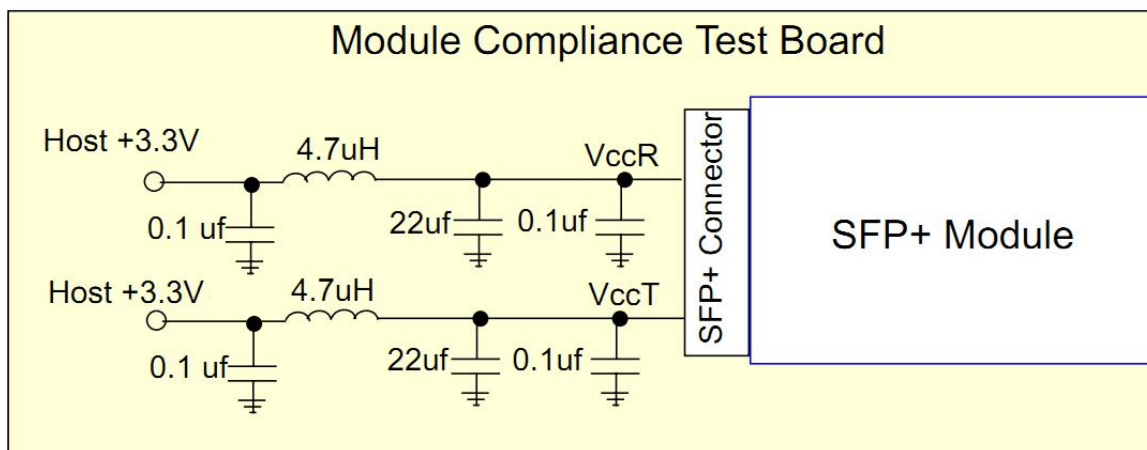 Module Compliance Test Board
Host +3.3V
4.7uH
VccR
0.1 uf
22uf
0.1uf
Host +3.3V
4.7uH
VccT
0.1 uf
22uf
0.1uf
SFP+ Connector
SFP+ Module